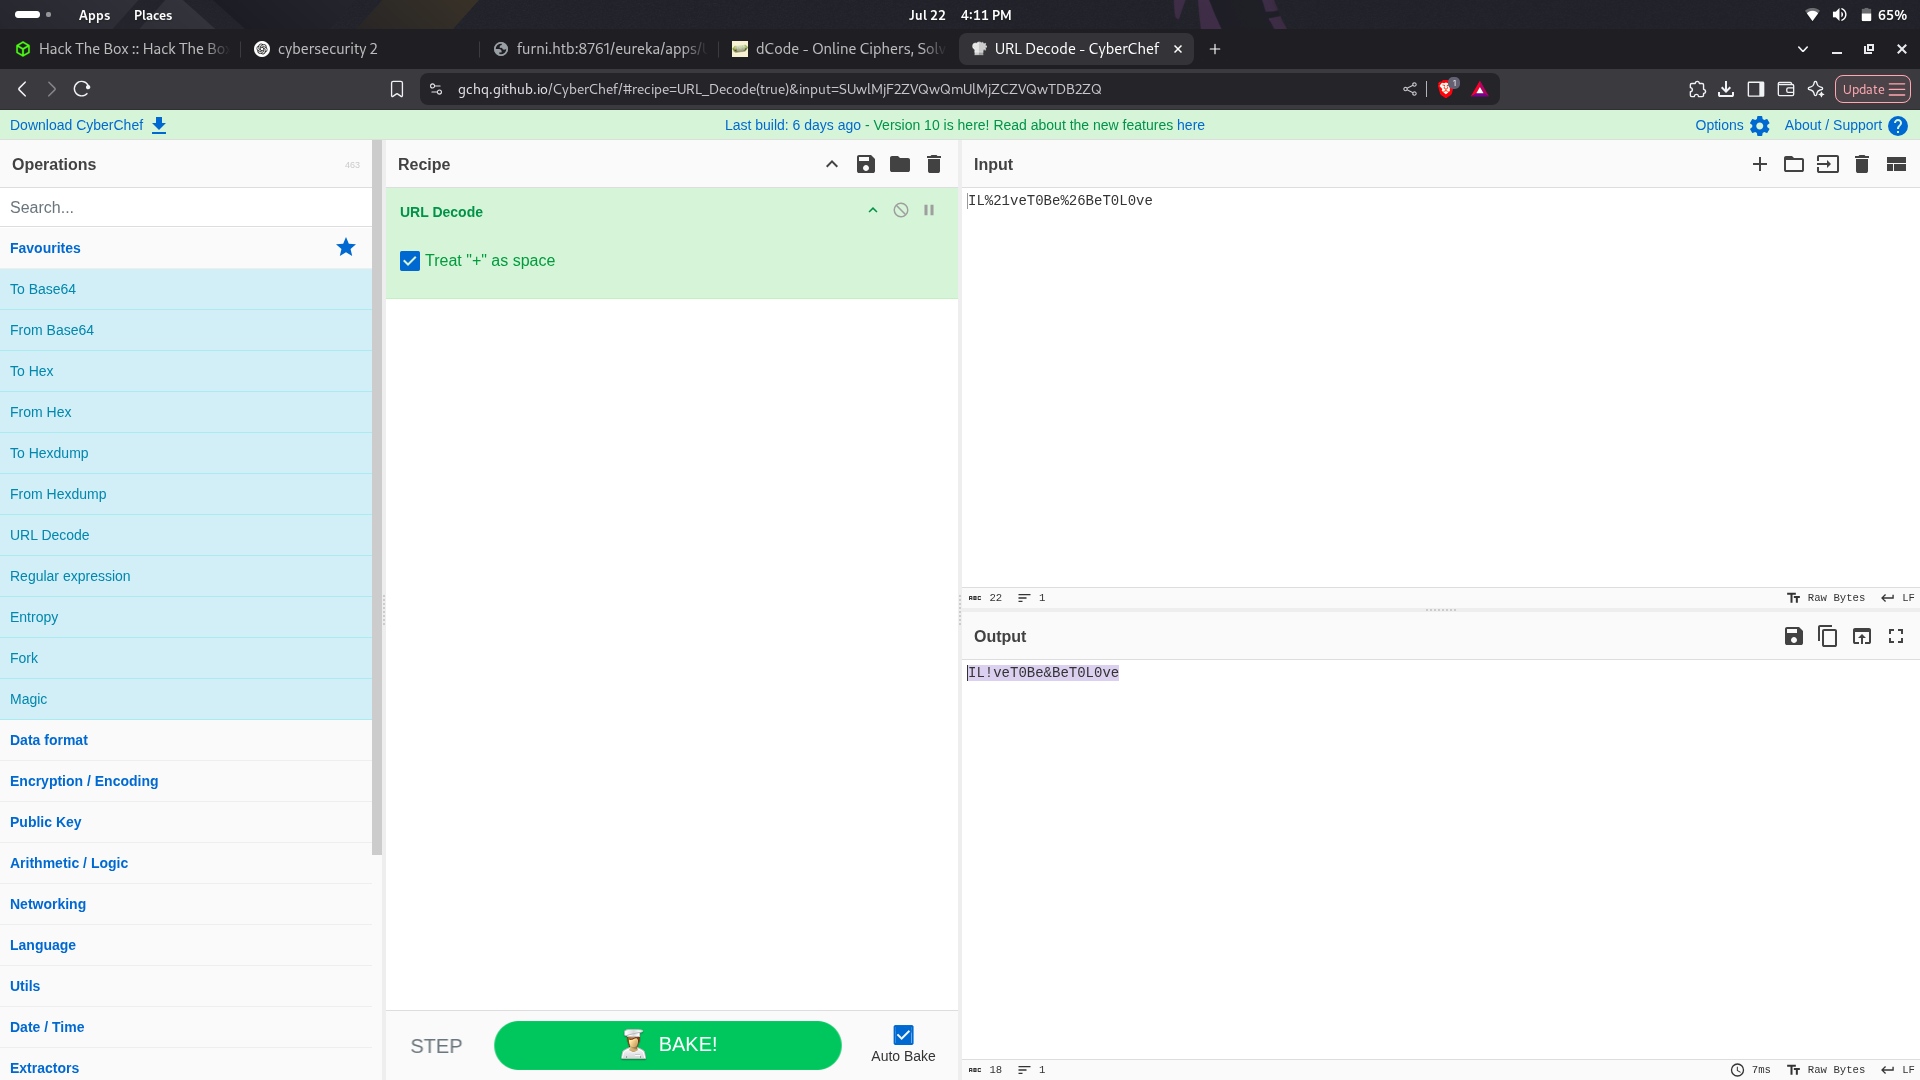 Apps Places Jul 22 4:11 PM 65%
Hack The Box :: Hack The Bo cybersecurity 2 furni.htb:8761/eureka/apps/ dCode - Online Ciphers, Solv URL Decode - CyberChef
gchq.github.io/CyberChef/#recipe=URL_Decode(true)&input=SUwlMjF2ZVQwQmUlMjZCZVQwTDB2ZQ 1 Update
Download CyberChef Last build: 6 days ago - Version 10 is here! Read about the new features here Options About / Support
Operations 463
Search...
Favourites
To Base64
From Base64
To Hex
From Hex
To Hexdump
From Hexdump
URL Decode
Regular expression
Entropy
Fork
Magic
Data format
Encryption / Encoding
Public Key
Arithmetic / Logic
Networking
Language
Utils
Date / Time
Extractors
Recipe
URL Decode
Treat "+" as space
STEP BAKE! Auto Bake
Input
IL%21veT0Be%26BeT0L0ve
ABC 22 1 Raw Bytes LF
Output
IL!veT0Be&BeT0L0ve
ABC 18 1 7ms Raw Bytes LF